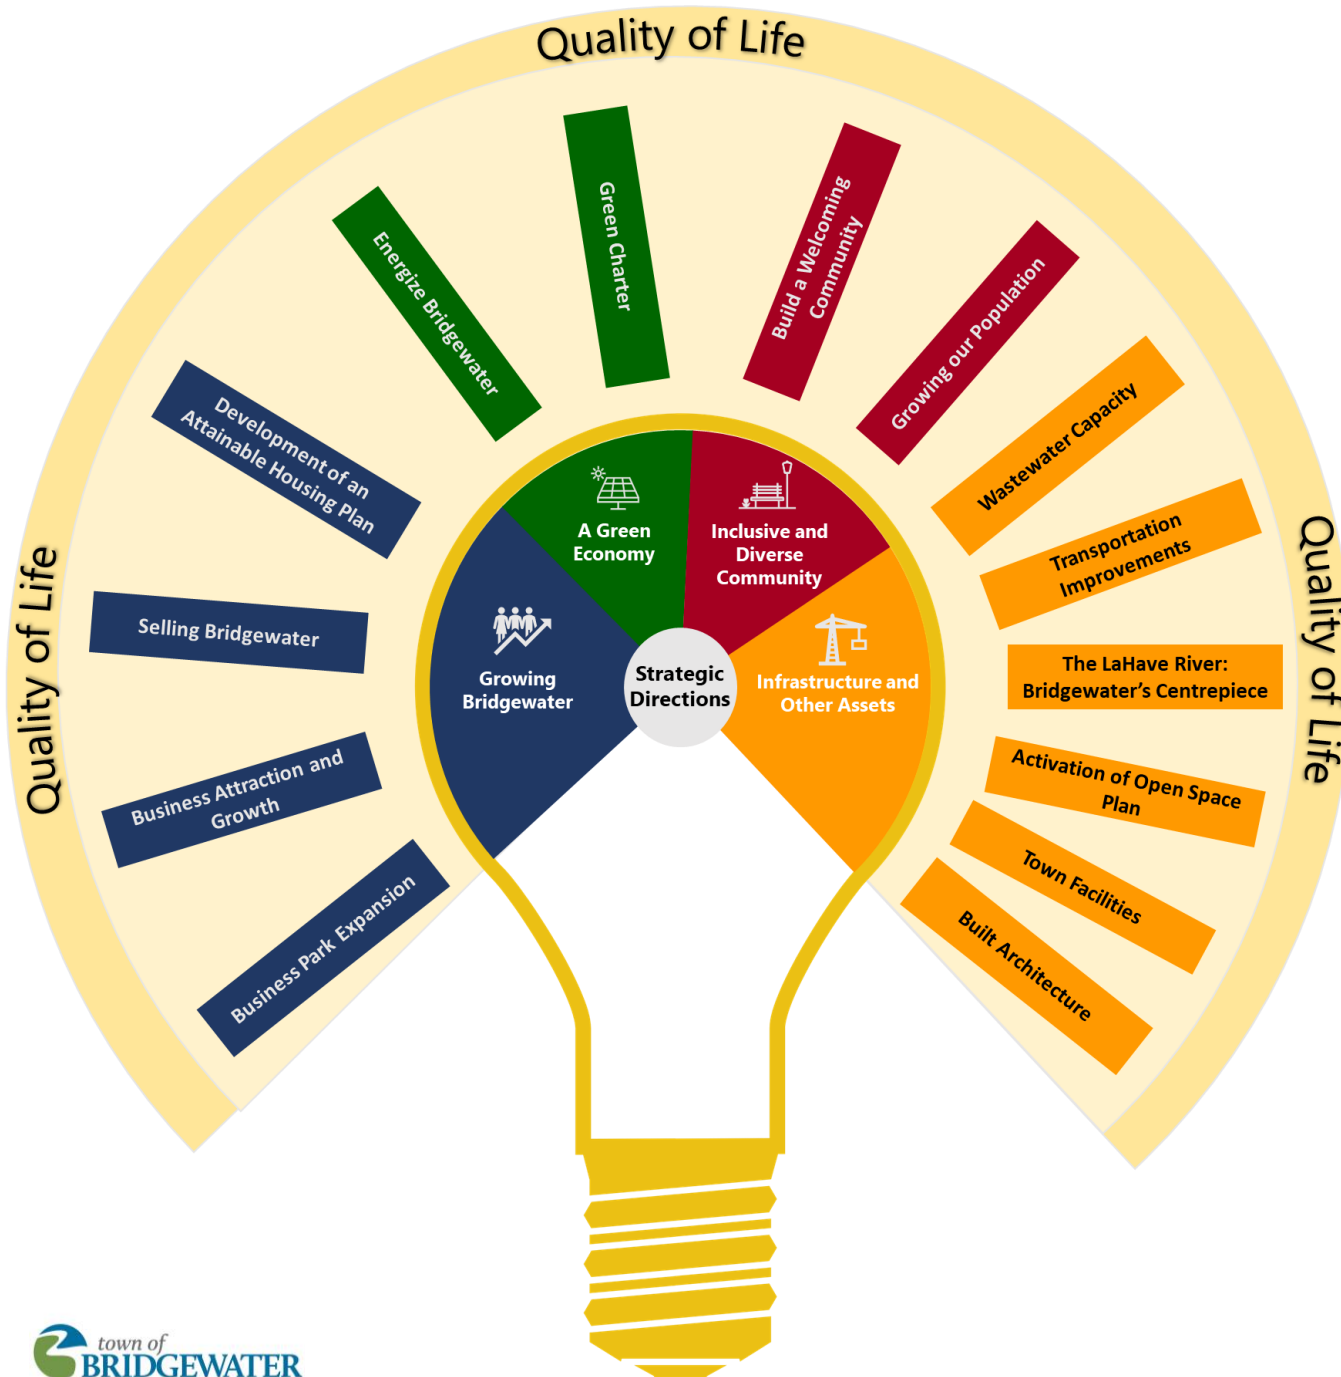 Quality of Life
Quality of Life
Quality of Life
Business Park Expansion
Business Attraction and
Growth
Selling Bridgewater
Development of an
Attainable Housing Plan
Energize Bridgewater
Green Charter
Build a Welcoming
Community
Growing our Population
Wastewater Capacity
Transportation
Improvements
The LaHave River:
Bridgewater’s Centrepiece
Activation of Open Space
Plan
Town Facilities
Built Architecture
Growing
Bridgewater
A Green
Economy
Inclusive and
Diverse
Community
Infrastructure and
Other Assets
Strategic
Directions
town of
BRIDGEWATER